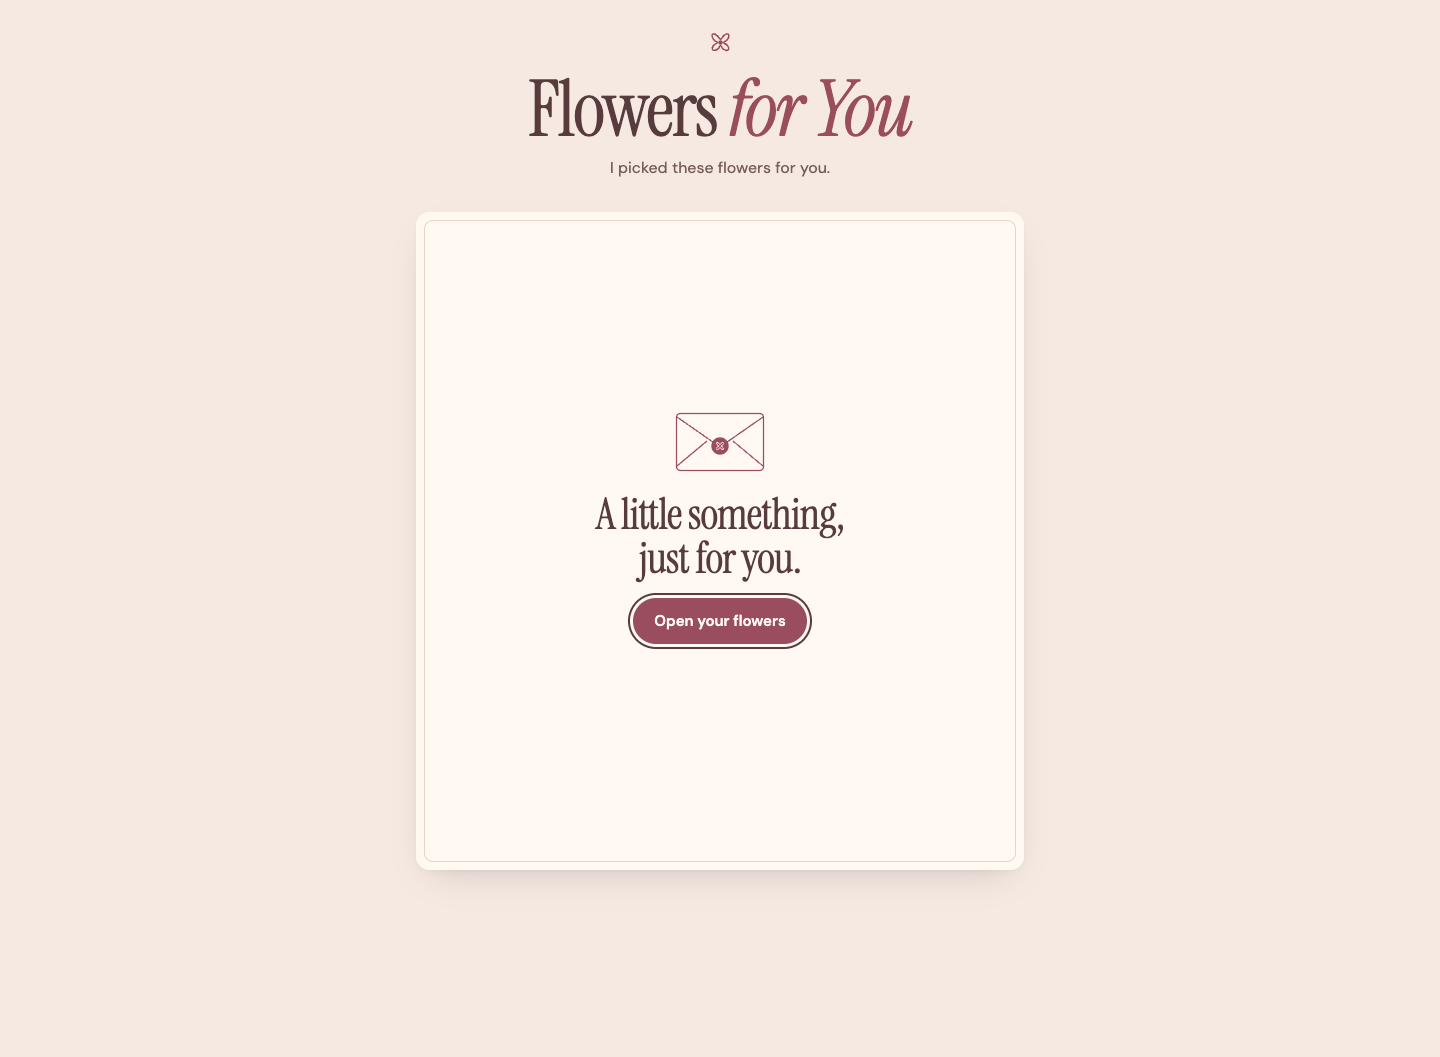 Flowers for You
I picked these flowers for you.
A little something,
just for you.
Open your flowers